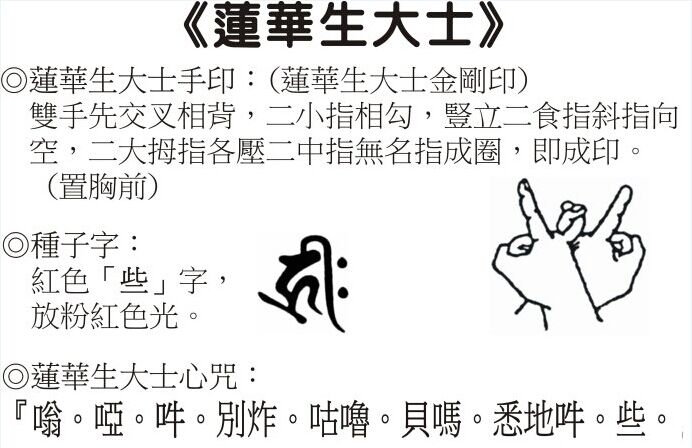 《蓮華生大士》
◎蓮華生大士手印：(蓮華生大士金剛印)
雙手先交叉相背，二小指相勾，豎立二食指斜指向
空，二大拇指各壓二中指無名指成圈，即成印。
(置胸前)
◎種子字：
紅色「些」字，
放粉紅色光。
◎蓮華生大士心咒：
『嗡。啞。吽。別炸。咕嚕。貝嗎。悉地吽。些。